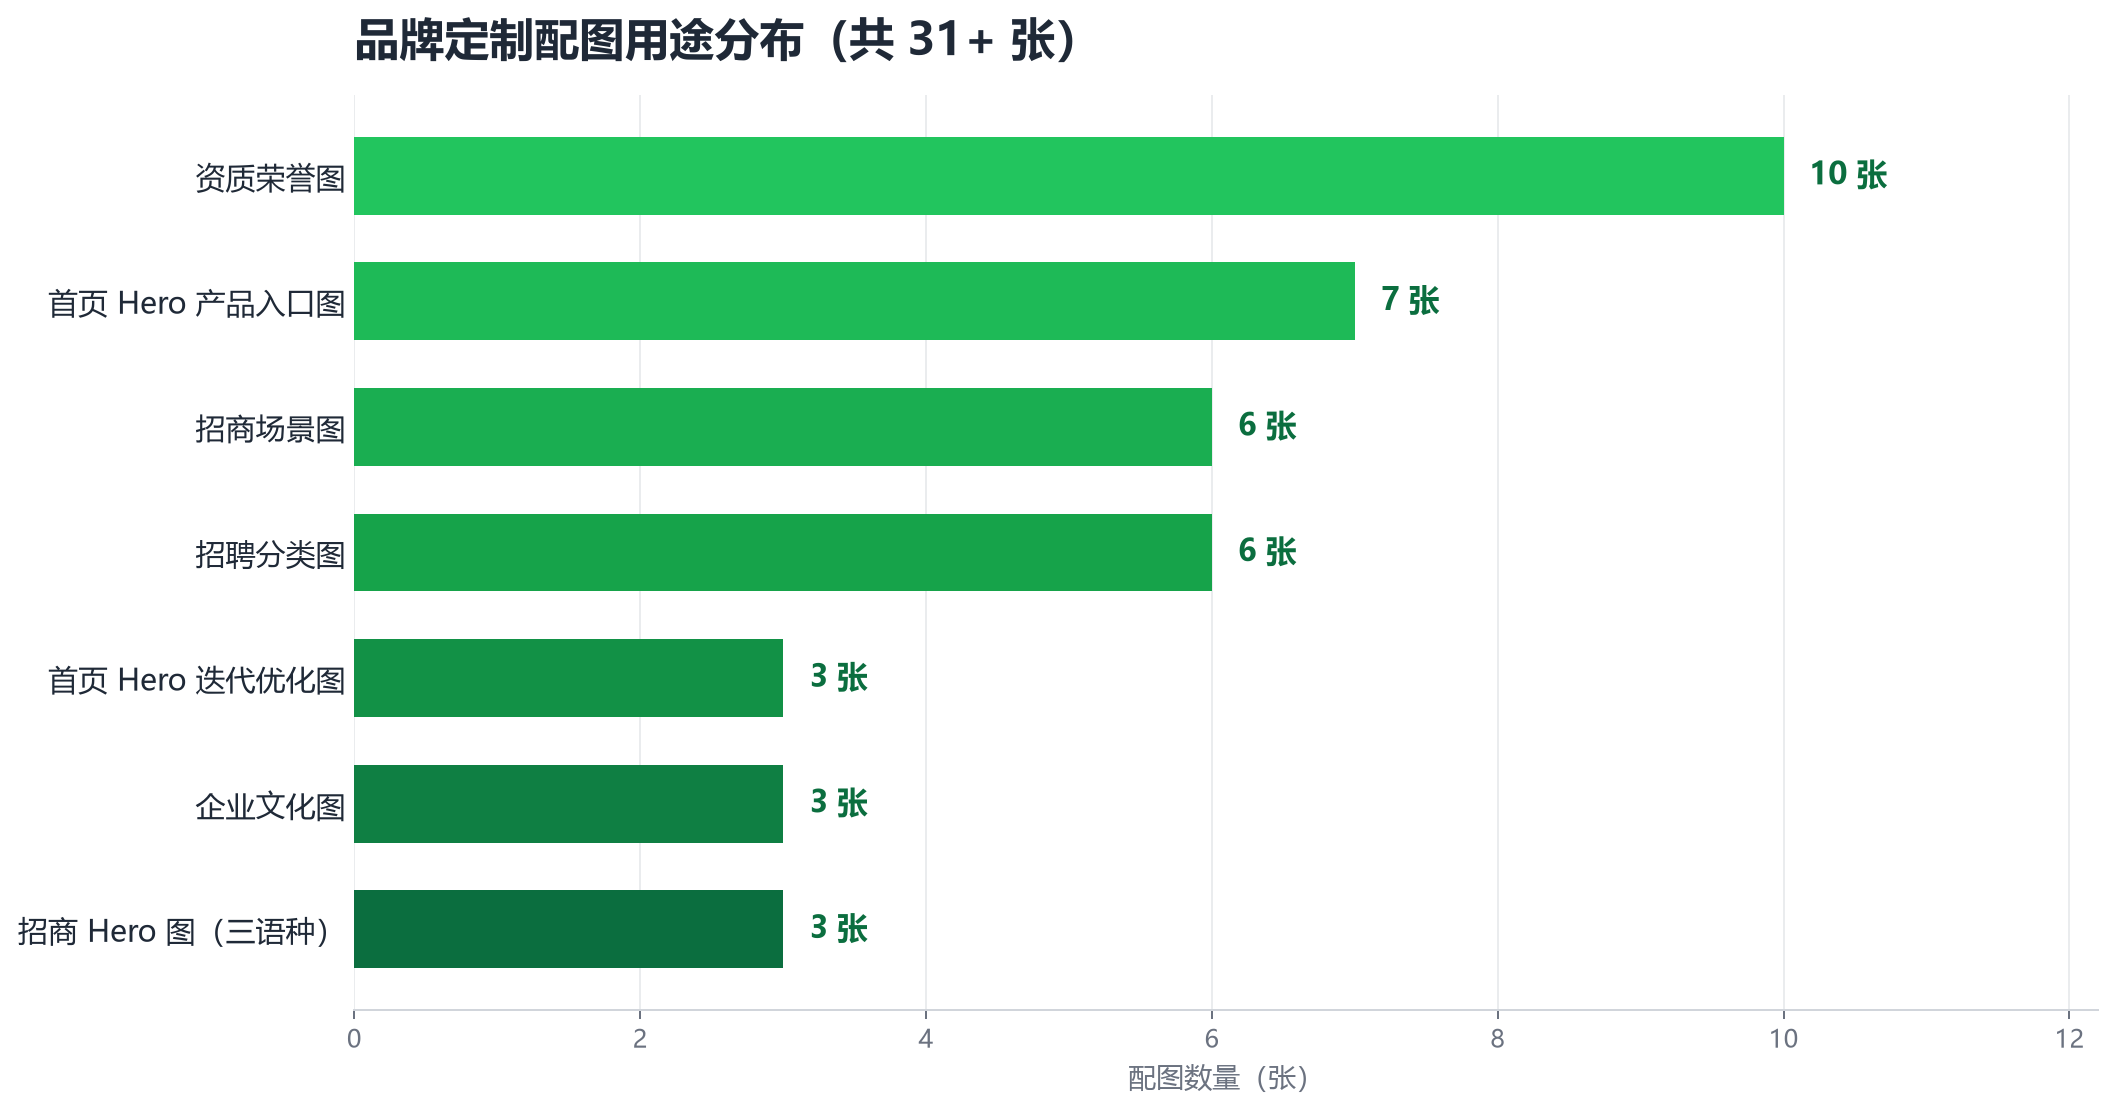 品牌定制配图用途分布（共 31+ 张）
资质荣誉图
10 张
首页 Hero 产品入口图
7 张
招商场景图
6 张
招聘分类图
6 张
首页 Hero 迭代优化图
3 张
企业文化图
3 张
招商 Hero 图（三语种）
3 张
0 2 4 6 8 10 12
配图数量（张）